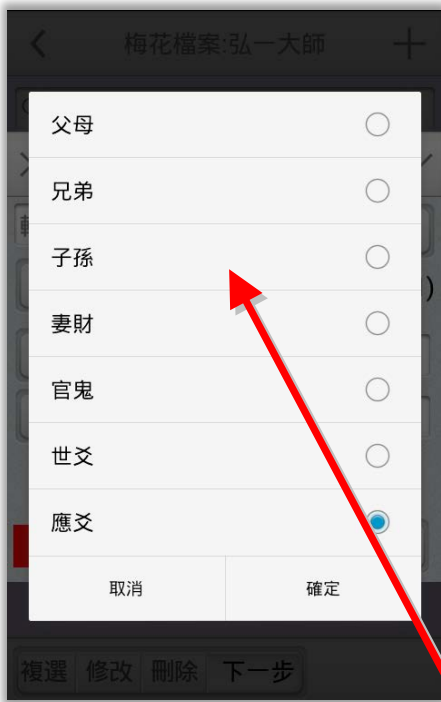 梅花檔案:弘一大師
父母
兄弟
子孫
妻財
官鬼
世爻
應爻
取消 確定
複選 修改 刪除 下一步